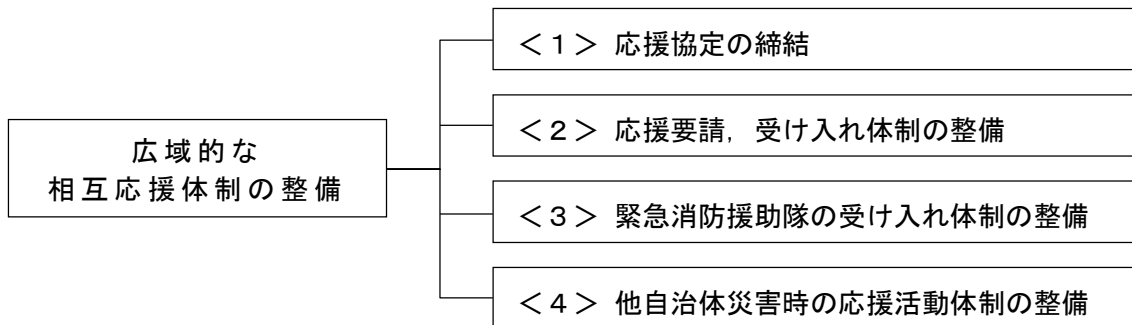 広域的な
相互応援体制の整備
＜１＞ 応援協定の締結
＜２＞ 応援要請，受け入れ体制の整備
＜３＞ 緊急消防援助隊の受け入れ体制の整備
＜４＞ 他自治体災害時の応援活動体制の整備